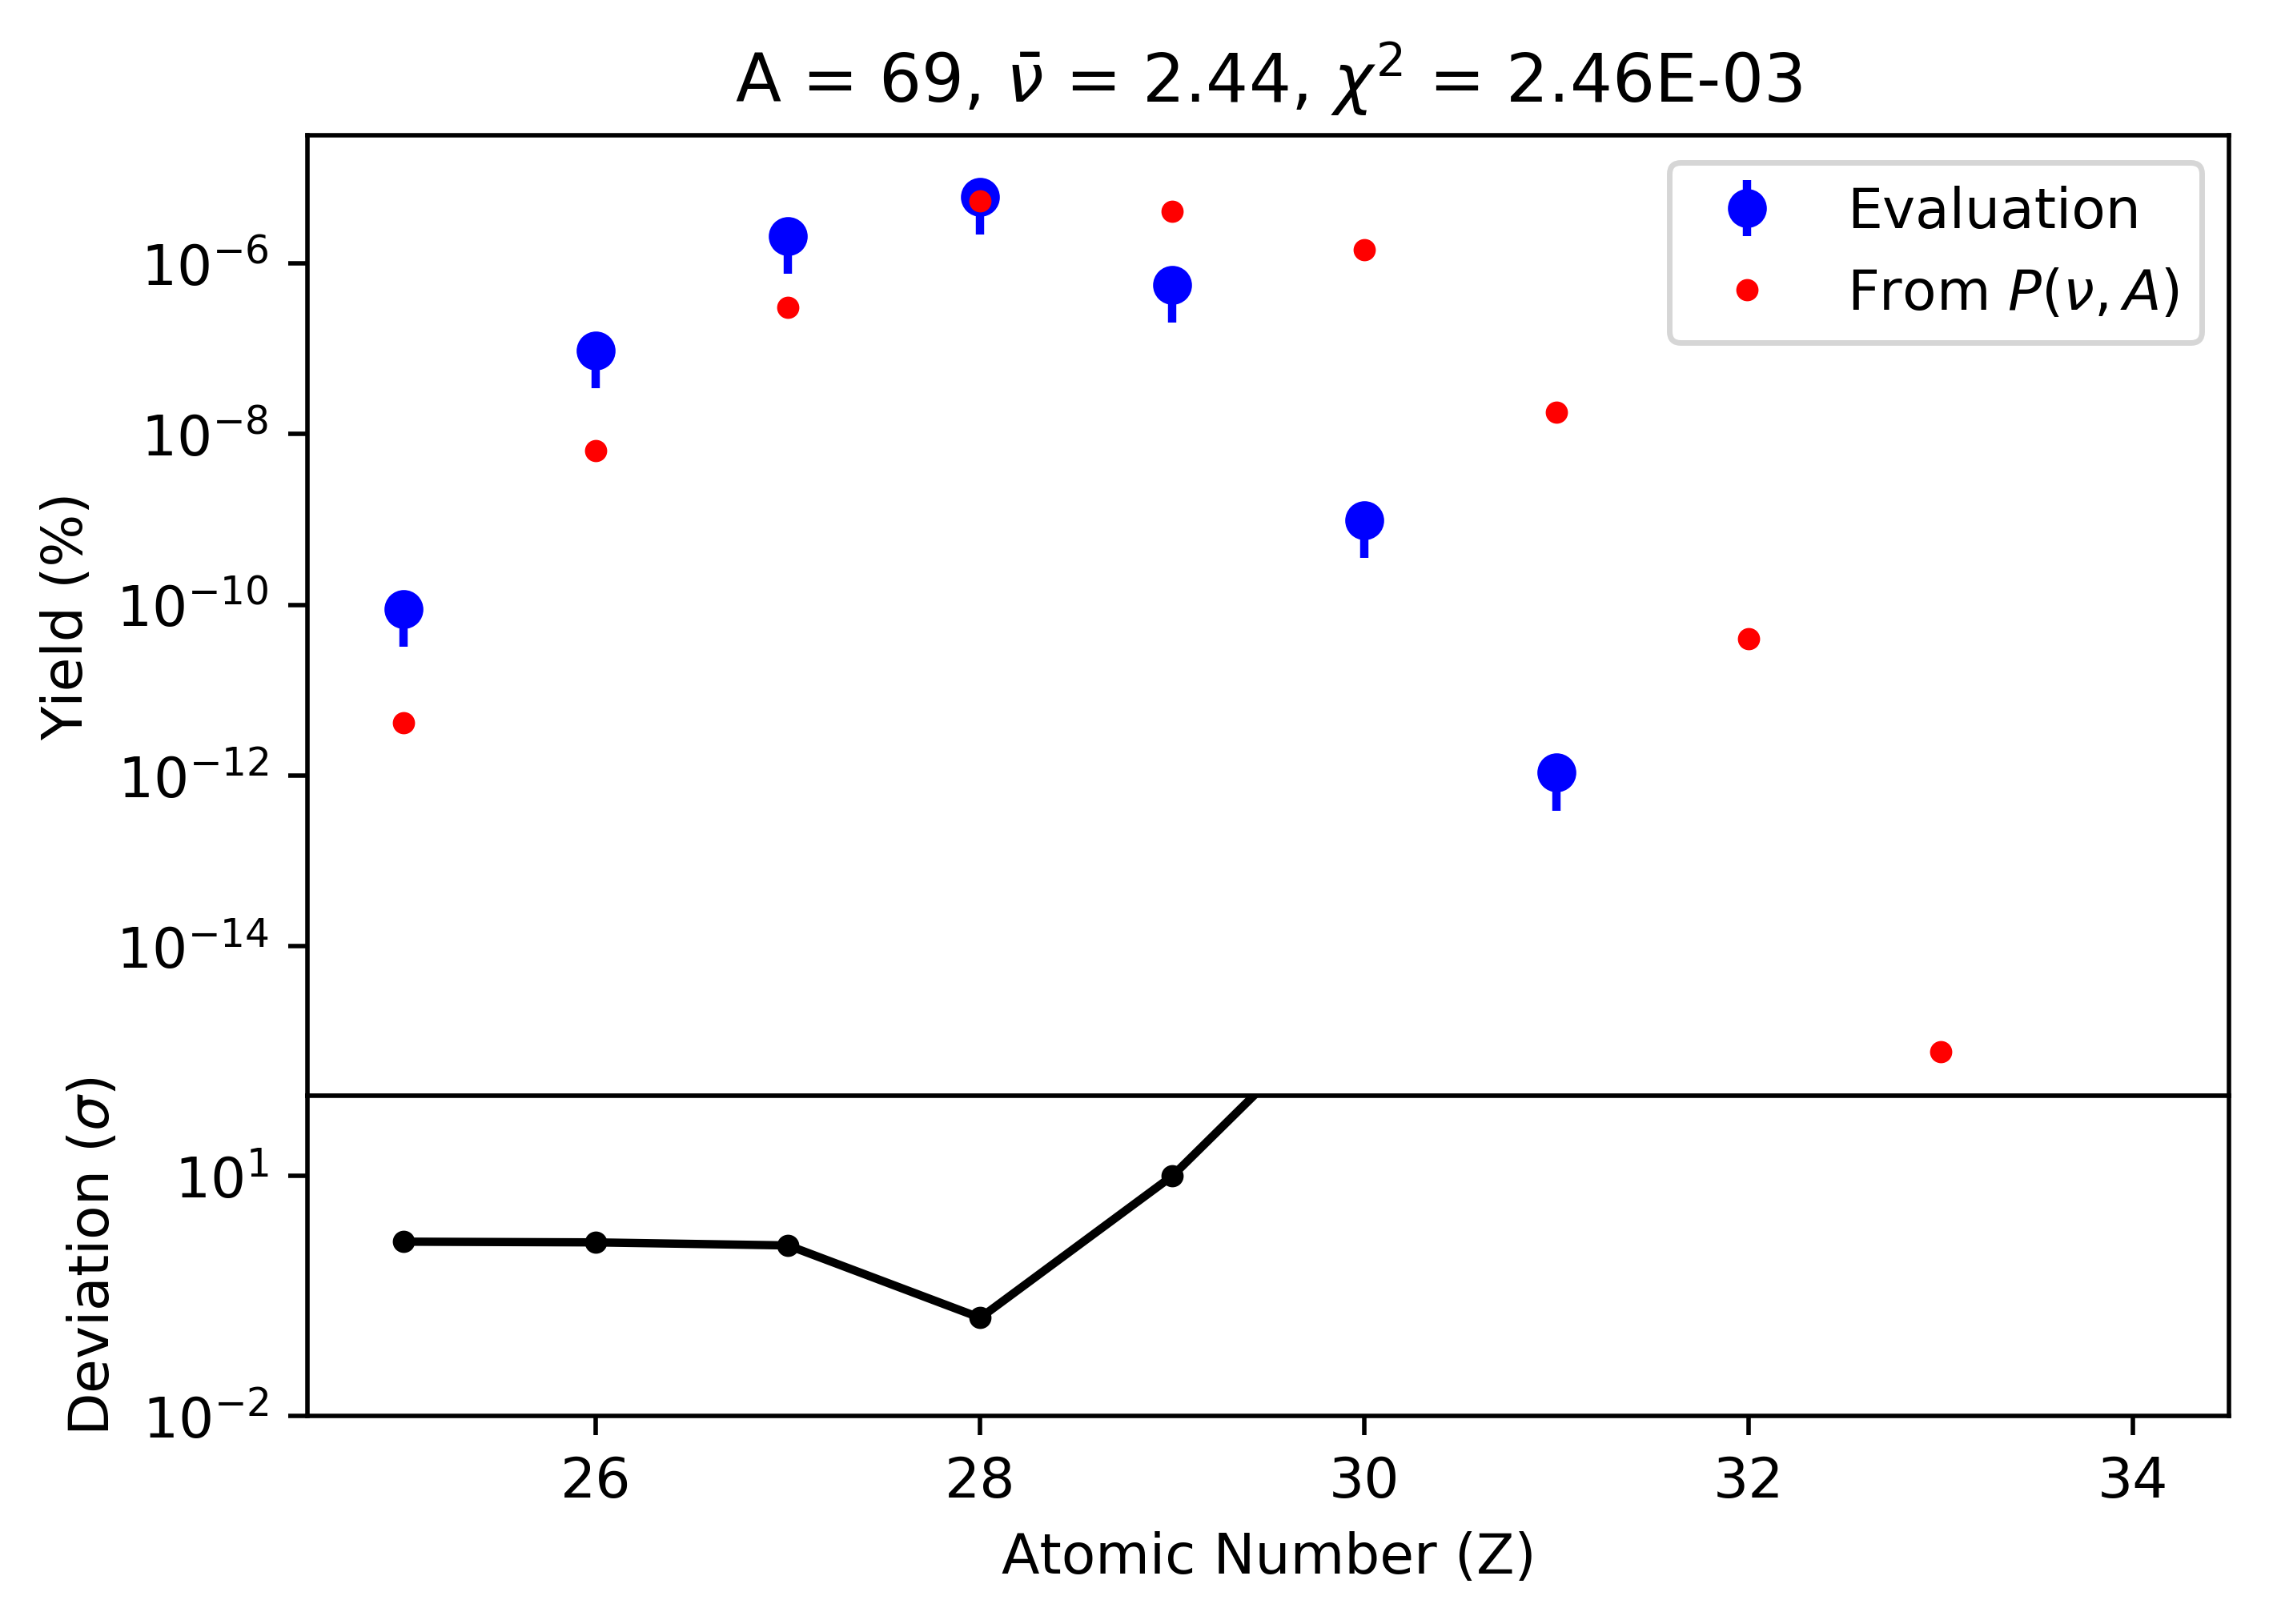 A = 69, ν̄ = 2.44, χ² = 2.46E-03
Evaluation
From P(ν, A)
Yield (%)
10⁻⁶
10⁻⁸
10⁻¹⁰
10⁻¹²
10⁻¹⁴
Deviation (σ)
10¹
10⁻²
26 28 30 32 34
Atomic Number (Z)